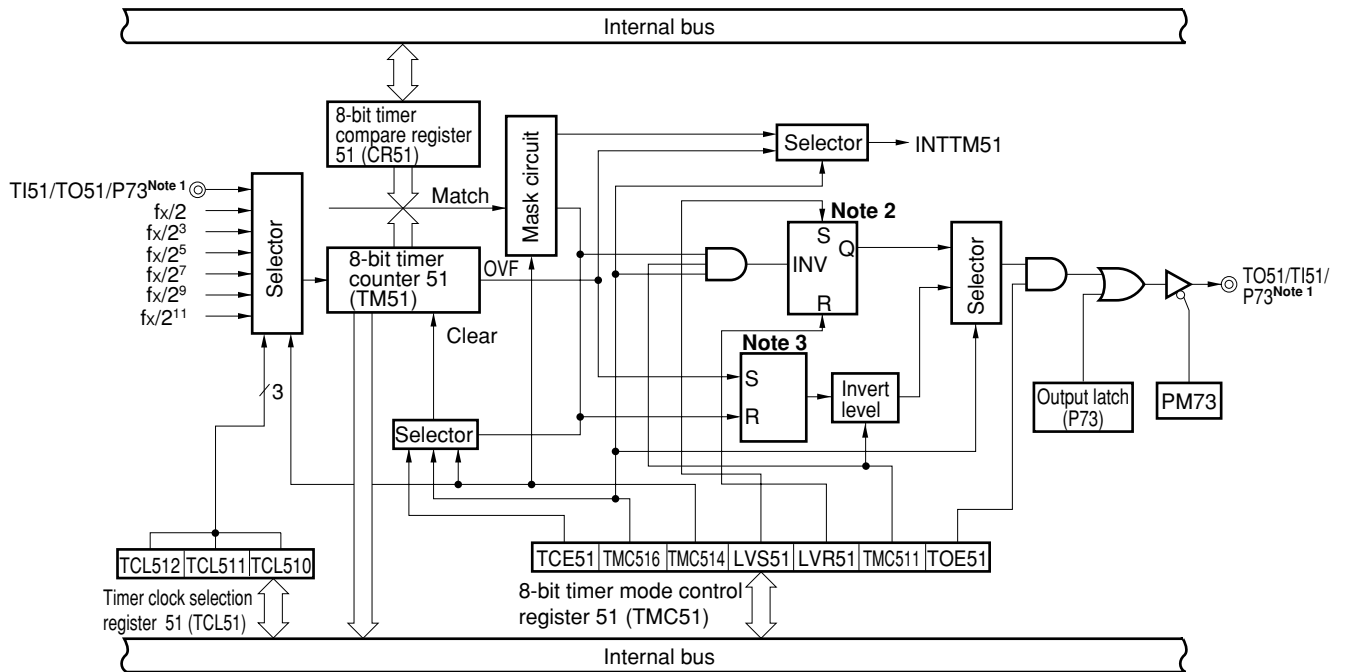 Internal bus
8-bit timer
compare register
51 (CR51)
Mask circuit
Selector
INTTM51
TI51/TO51/P73Note 1
fx/2
fx/2³
fx/2⁵
fx/2⁷
fx/2⁹
fx/2¹¹
Selector
Match
8-bit timer
counter 51
(TM51)
OVF
Clear
Note 2
S
INV
Q
R
Selector
TO51/TI51/
P73Note 1
Note 3
S
R
Invert
level
Output latch
(P73)
PM73
3
Selector
TCL512 TCL511 TCL510
Timer clock selection
register 51 (TCL51)
TCE51 TMC516 TMC514 LVS51 LVR51 TMC511 TOE51
8-bit timer mode control
register 51 (TMC51)
Internal bus